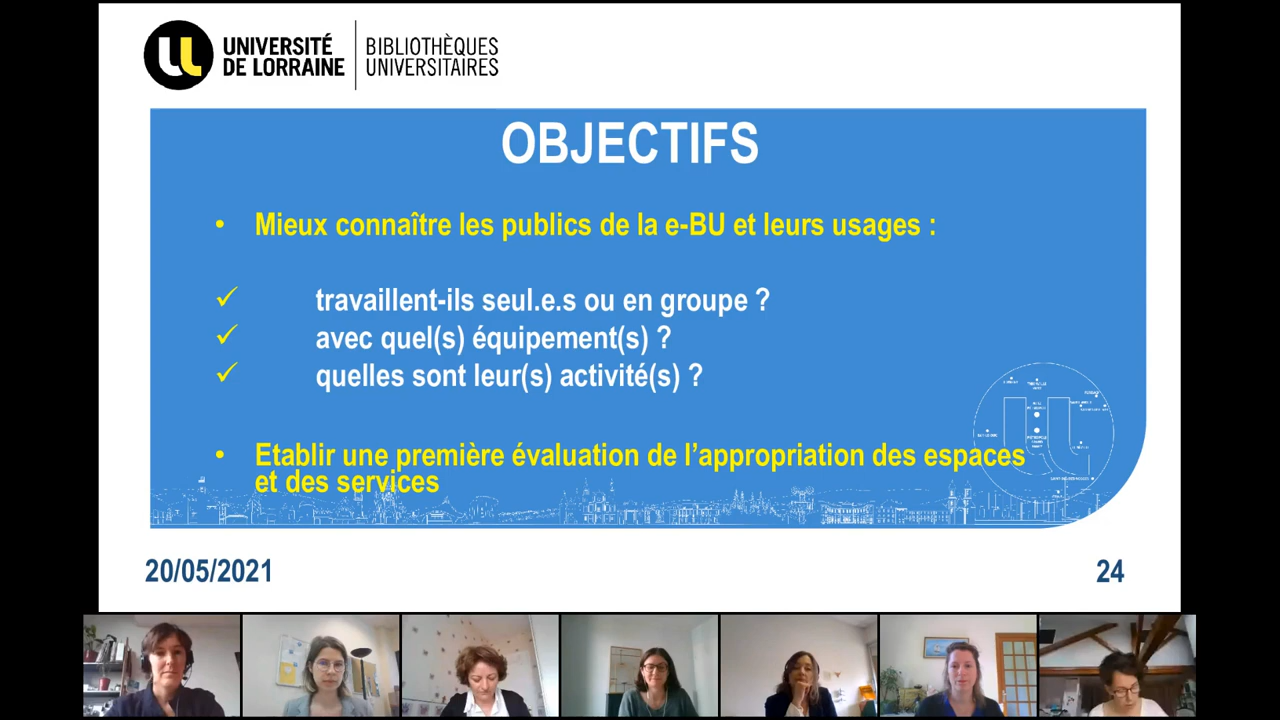 UNIVERSITÉ
DE LORRAINE
BIBLIOTHÈQUES
UNIVERSITAIRES
OBJECTIFS
• Mieux connaître les publics de la e-BU et leurs usages :
✓ travaillent-ils seul.e.s ou en groupe ?
✓ avec quel(s) équipement(s) ?
✓ quelles sont leur(s) activité(s) ?
• Etablir une première évaluation de l’appropriation des espaces
et des services
20/05/2021
24